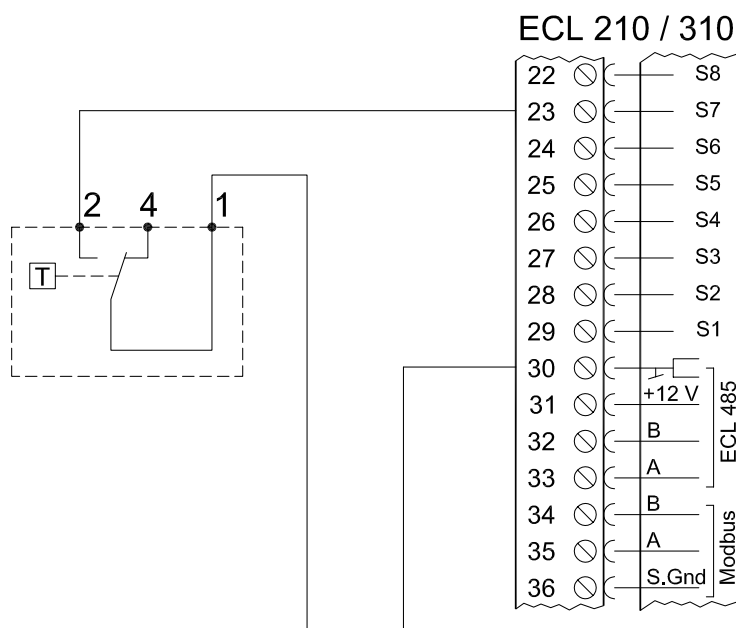 ECL 210 / 310
22 S8
23 S7
24 S6
2 4 1
25 S5
26 S4
T
27 S3
28 S2
29 S1
30
31 +12 V
32 B
33 A
ECL 485
34 B
35 A
36 S.Gnd
Modbus